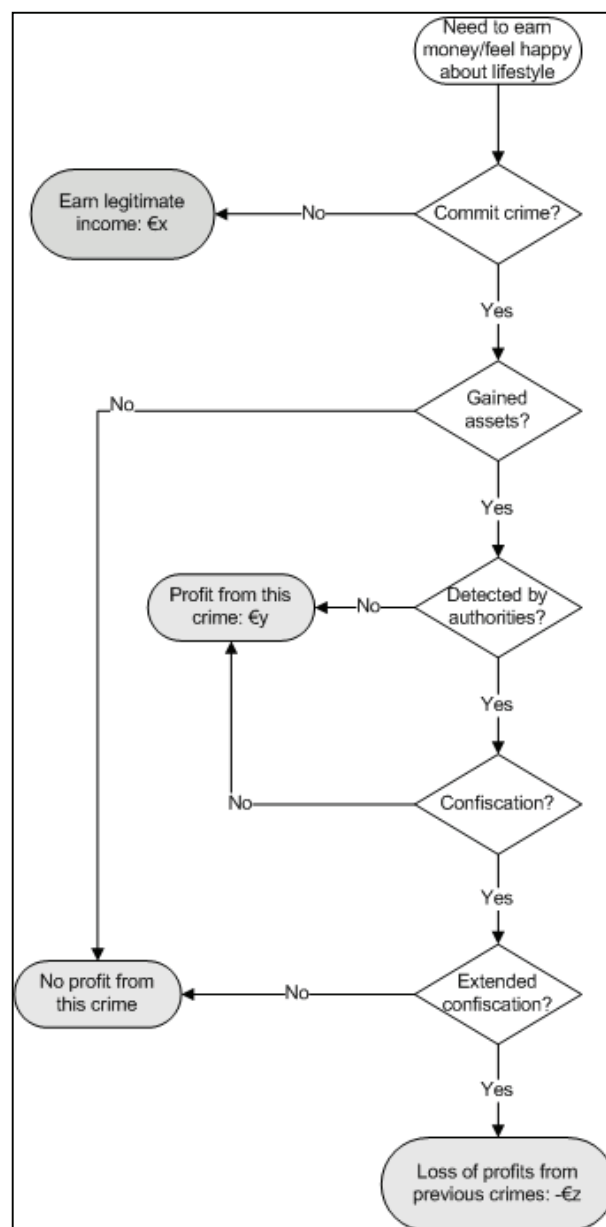 Need to earn
money/feel happy
about lifestyle
Earn legitimate
income: €x
No
Commit crime?
Yes
No
Gained
assets?
Yes
Profit from this
crime: €y
No
Detected by
authorities?
Yes
No
Confiscation?
Yes
No profit from
this crime
No
Extended
confiscation?
Yes
Loss of profits from
previous crimes: -€z